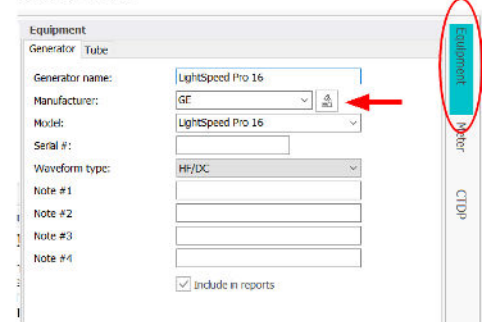 Equipment
Generator Tube
Generator name: LightSpeed Pro 16
Manufacturer: GE
Model: LightSpeed Pro 16
Serial #:
Waveform type: HF/DC
Note #1
Note #2
Note #3
Note #4
Include in reports
Equipment
Meter
CTDP